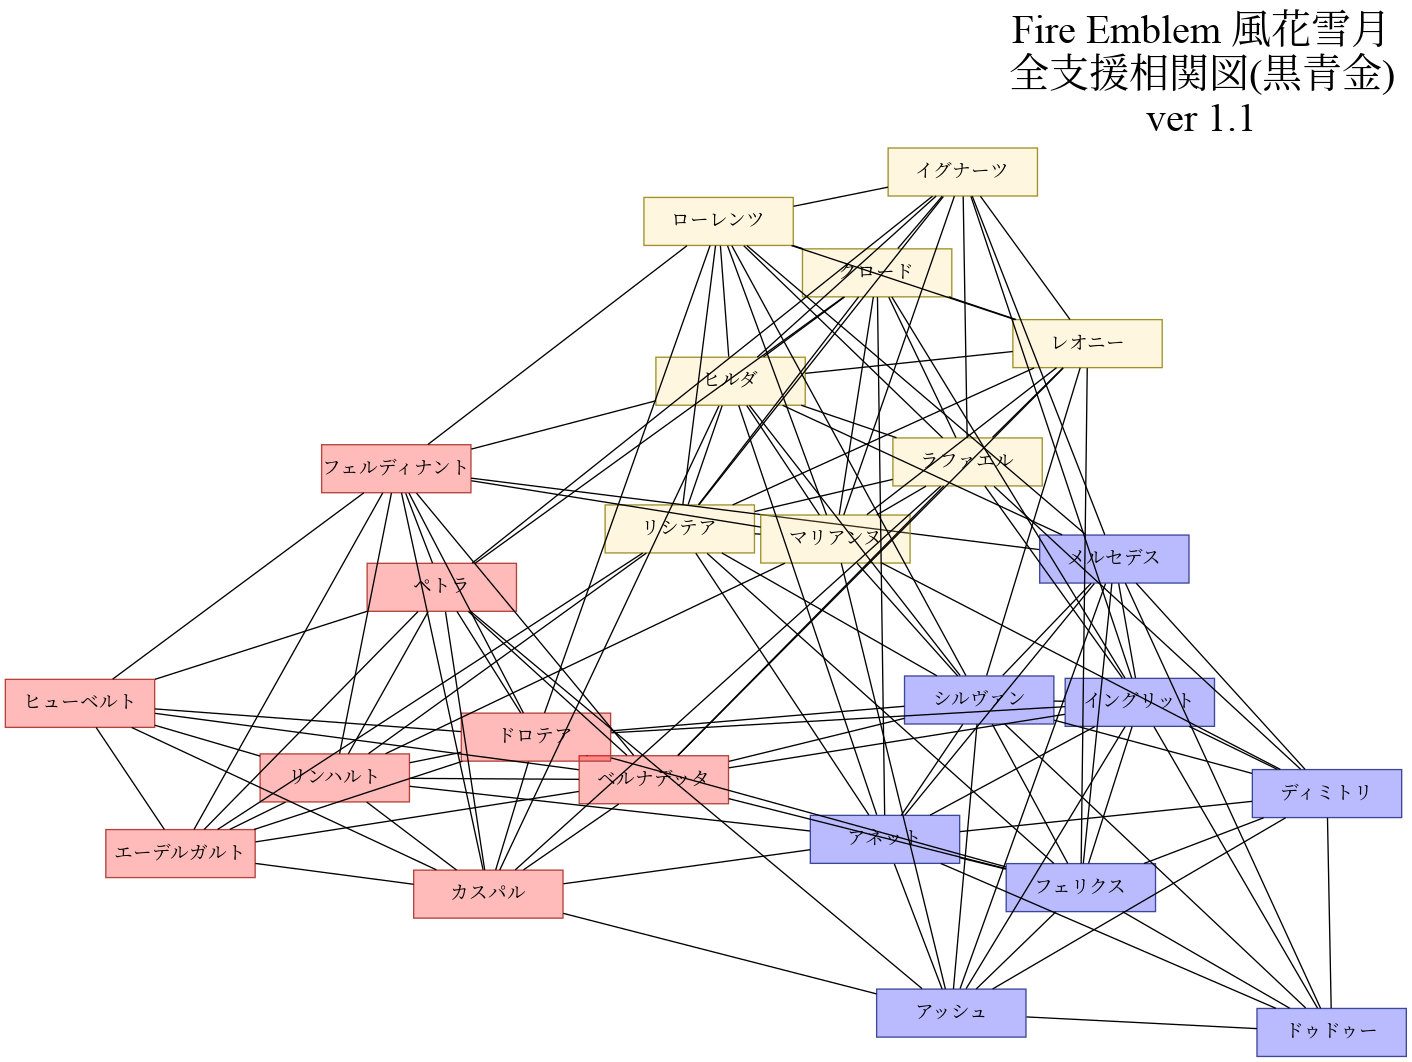 Fire Emblem 風花雪月
全支援相関図(黒青金)
ver 1.1
イグナーツ
ローレンツ
クロード
レオニー
ヒルダ
ラファエル
フェルディナント
リシテア
マリアンヌ
メルセデス
ペトラ
ヒューベルト
シルヴァン
イングリット
ドロテア
リンハルト
ベルナデッタ
ディミトリ
アネット
エーデルガルト
フェリクス
カスパル
アッシュ
ドゥドゥー